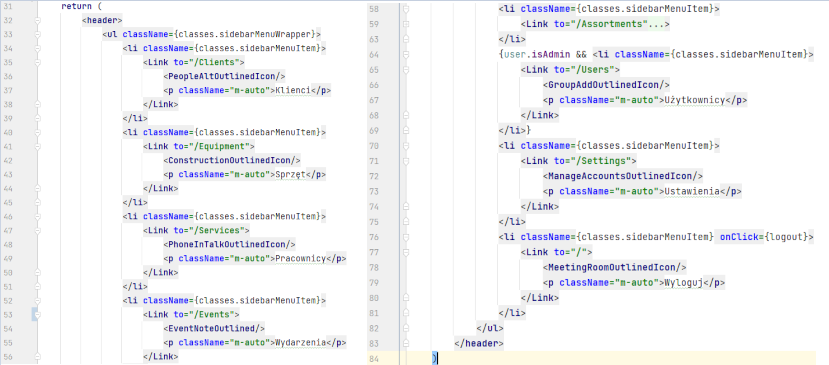 31 return (
32 <header>
33 <ul className={classes.sidebarMenuWrapper}>
34 <li className={classes.sidebarMenuItem}>
35 <Link to="/Clients">
36 <PeopleAltOutlinedIcon/>
37 <p className="m-auto">Klienci</p>
38 </Link>
39 </li>
40 <li className={classes.sidebarMenuItem}>
41 <Link to="/Equipment">
42 <ConstructionOutlinedIcon/>
43 <p className="m-auto">Sprzęt</p>
44 </Link>
45 </li>
46 <li className={classes.sidebarMenuItem}>
47 <Link to="/Services">
48 <PhoneInTalkOutlinedIcon/>
49 <p className="m-auto">Pracownicy</p>
50 </Link>
51 </li>
52 <li className={classes.sidebarMenuItem}>
53 <Link to="/Events">
54 <EventNoteOutlined/>
55 <p className="m-auto">Wydarzenia</p>
56 </Link>
58 <li className={classes.sidebarMenuItem}>
59 <Link to="/Assortments"...>
63 </li>
64 {user.isAdmin && <li className={classes.sidebarMenuItem}>
65 <Link to="/Users">
66 <GroupAddOutlinedIcon/>
67 <p className="m-auto">Użytkownicy</p>
68 </Link>
69 </li>}
70 <li className={classes.sidebarMenuItem}>
71 <Link to="/Settings">
72 <ManageAccountsOutlinedIcon/>
73 <p className="m-auto">Ustawienia</p>
74 </Link>
75 </li>
76 <li className={classes.sidebarMenuItem} onClick={logout}>
77 <Link to="/">
78 <MeetingRoomOutlinedIcon/>
79 <p className="m-auto">Wyloguj</p>
80 </Link>
81 </li>
82 </ul>
83 </header>
84 )